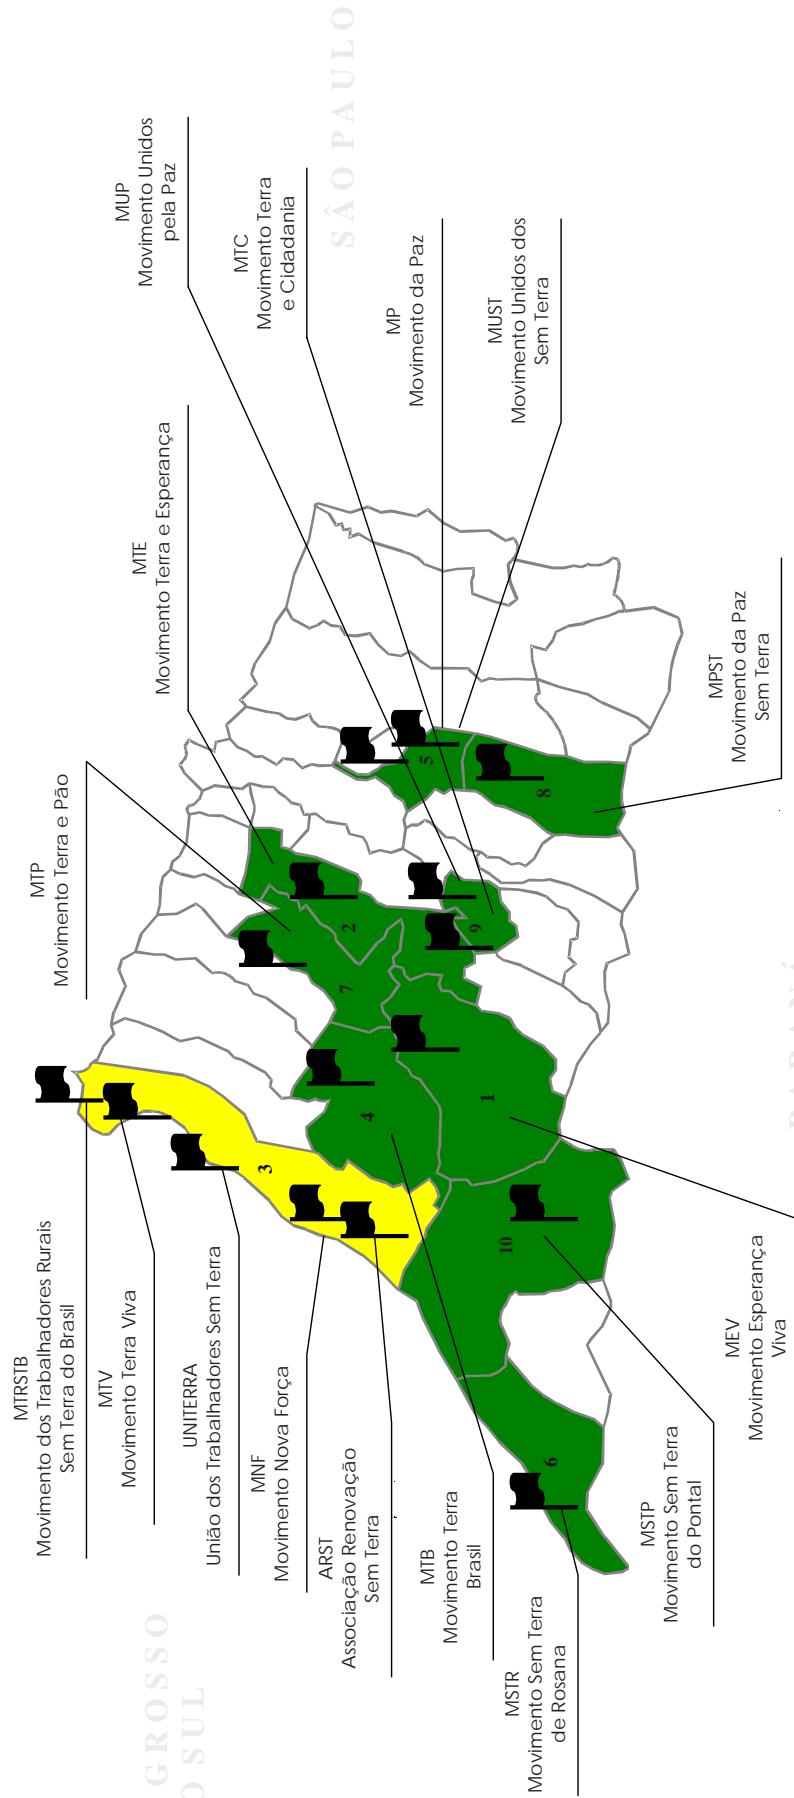 MTRSTB
Movimento dos Trabalhadores Rurais
Sem Terra do Brasil
MTV
Movimento Terra Viva
UNITERRA
União dos Trabalhadores Sem Terra
MNF
Movimento Nova Força
ARST
Associação Renovação
Sem Terra
MTB
Movimento Terra
Brasil
MSTR
Movimento Sem Terra
de Rosana
MSTP
Movimento Sem Terra
do Pontal
MEV
Movimento Esperança
Viva
MTP
Movimento Terra e Pão
MTE
Movimento Terra e Esperança
MUP
Movimento Unidos
pela Paz
MTC
Movimento Terra
e Cidadania
MP
Movimento da Paz
MUST
Movimento Unidos dos
Sem Terra
MPST
Movimento da Paz
Sem Terra
GROSSO
O SUL
SÂO PAULO
3
7
2
4
5
9
1
8
10
6